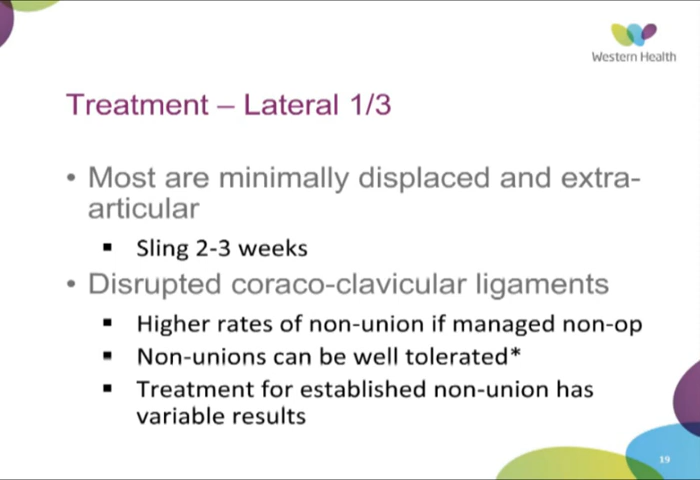 Western Health
Treatment – Lateral 1/3
• Most are minimally displaced and extra-
articular
▪ Sling 2-3 weeks
• Disrupted coraco-clavicular ligaments
▪ Higher rates of non-union if managed non-op
▪ Non-unions can be well tolerated*
▪ Treatment for established non-union has
variable results
19